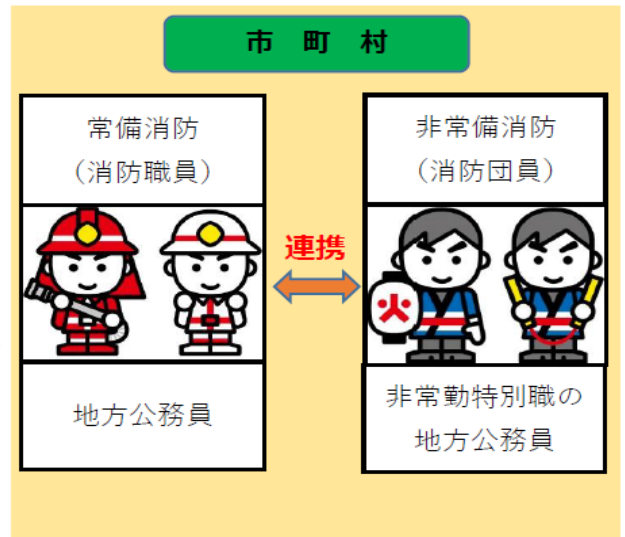 市 町 村
常備消防
（消防職員）
地方公務員
連携
非常備消防
（消防団員）
火
非常勤特別職の
地方公務員